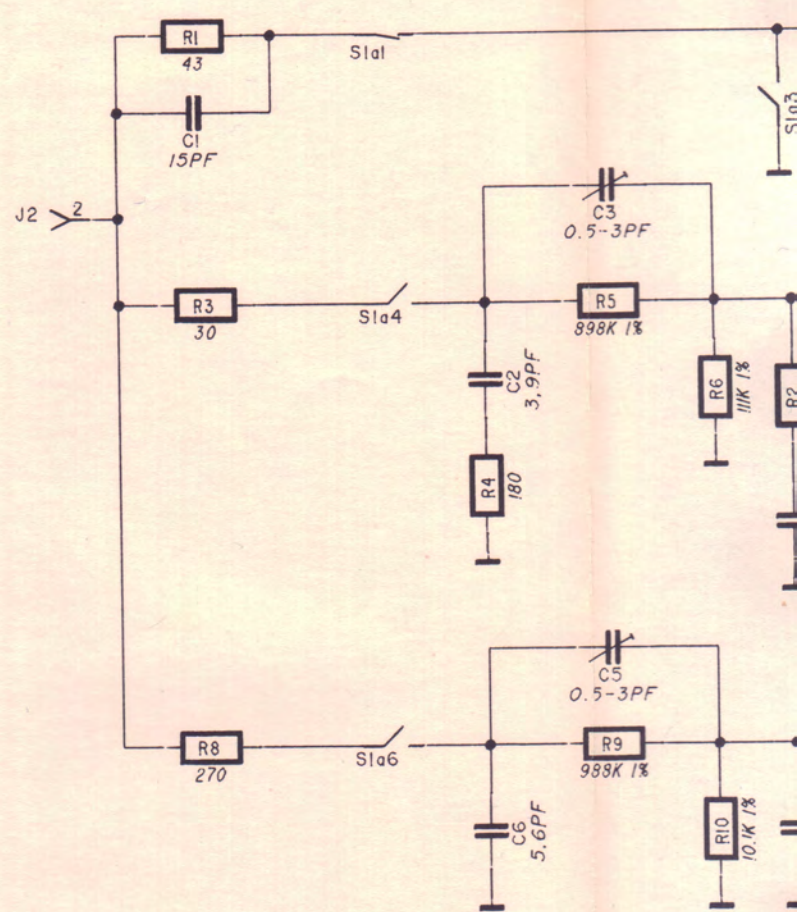 R1
43
S1a1
C1
15PF
S1a3
J2 2
C3
0.5-3PF
R3
30
S1a4
R5
898K 1%
C2
3,9PF
R6
111K 1%
R2
R4
180
C5
0.5-3PF
R8
270
S1a6
R9
988K 1%
C6
5.6PF
R10
10.1K 1%